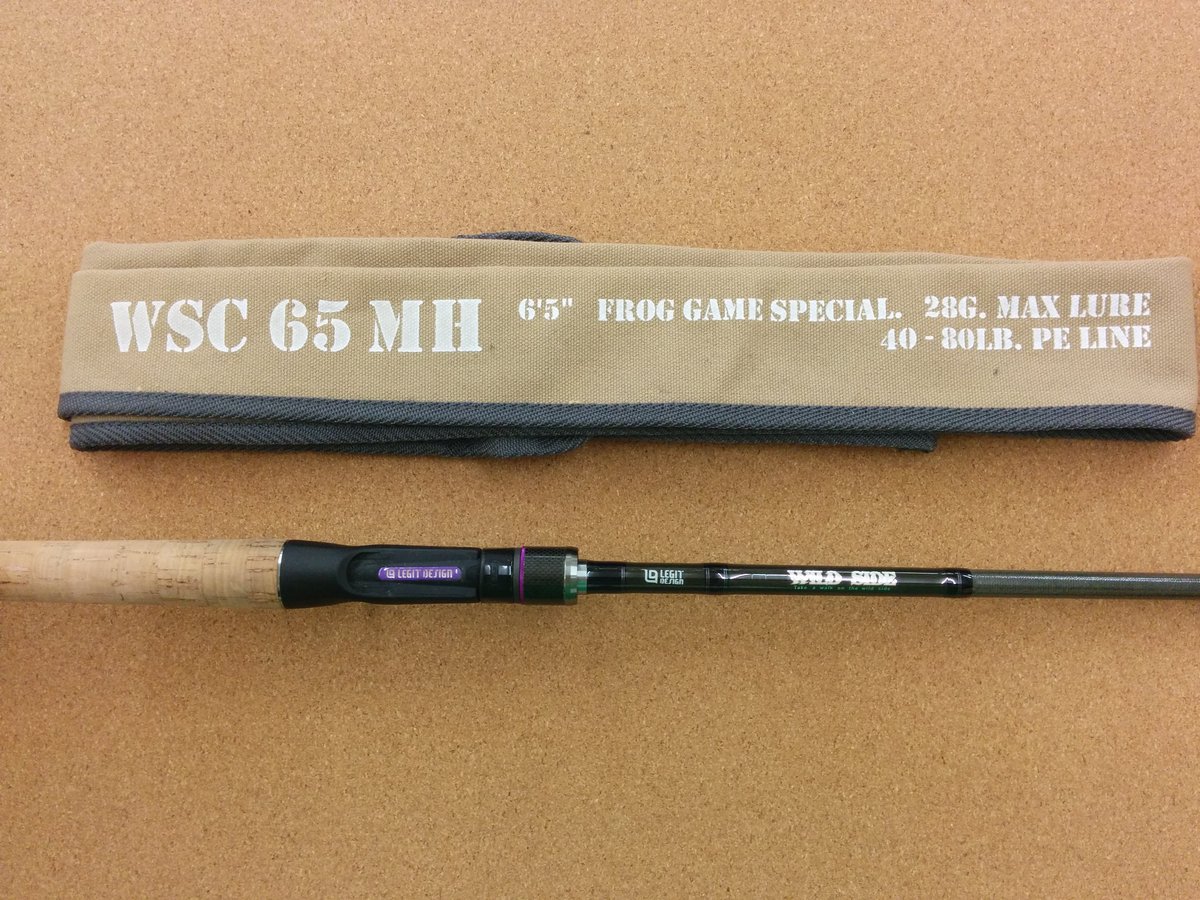 WSC 65 MH
6'5" FROG GAME SPECIAL. 28G. MAX LURE
40 - 80LB. PE LINE
LEGIT DESIGN
LEGIT
DESIGN
WILD SIDE
Take a walk on the wild side